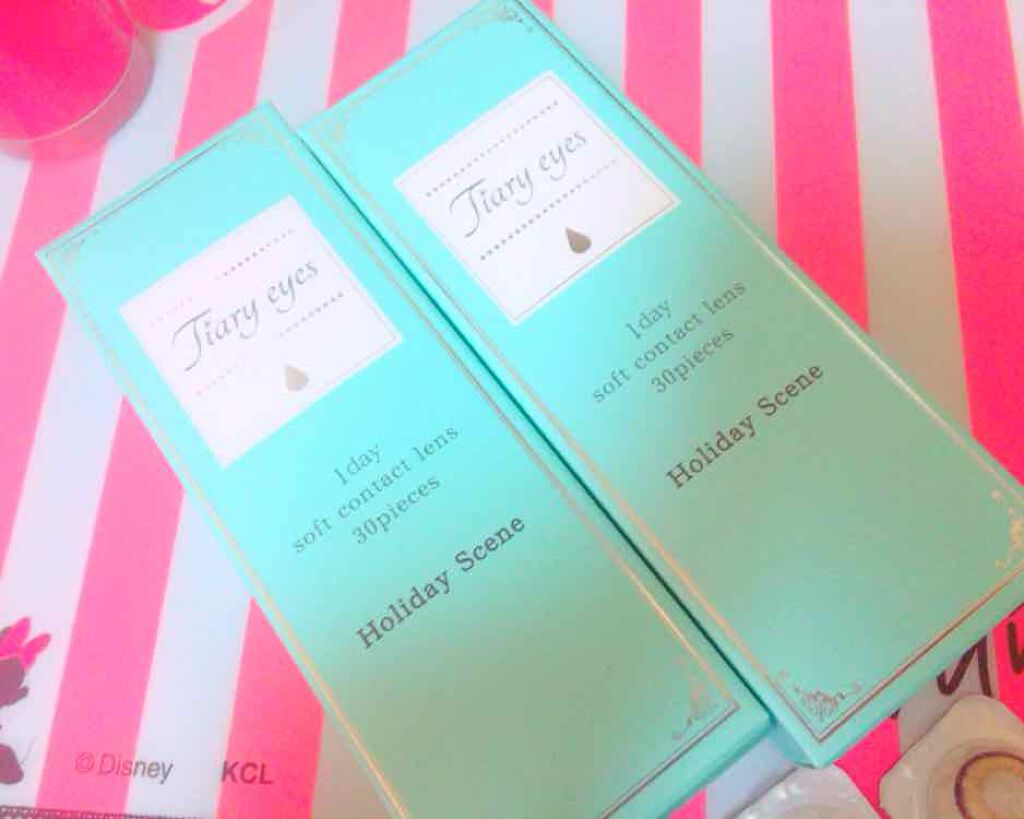 Tiary eyes
1day
soft contact lens
30pieces
Holiday Scene
Tiary eyes
1day
soft contact lens
30pieces
Holiday Scene
©Disney KCL